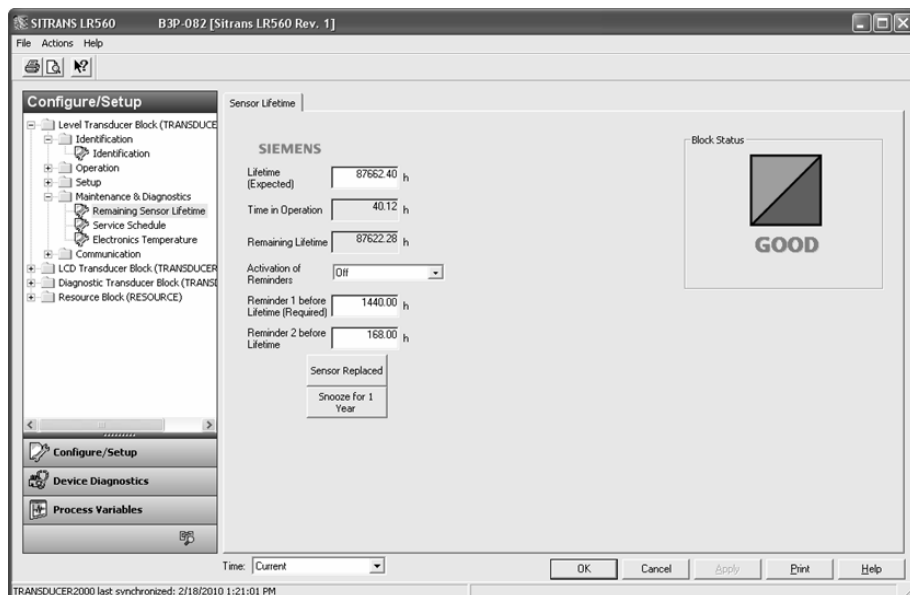 SITRANS LR560 B3P-082 [Sitrans LR560 Rev. 1]
File Actions Help
Configure/Setup
Level Transducer Block (TRANSDUCE
Identification
Identification
Operation
Setup
Maintenance & Diagnostics
Remaining Sensor Lifetime
Service Schedule
Electronics Temperature
Communication
LCD Transducer Block (TRANSDUCER
Diagnostic Transducer Block (TRANSD
Resource Block (RESOURCE)
Configure/Setup
Device Diagnostics
Process Variables
Sensor Lifetime
SIEMENS
Lifetime
(Expected) 87662.40 h
Time in Operation 40.12 h
Remaining Lifetime 87622.28 h
Activation of
Reminders Off
Reminder 1 before
Lifetime (Required) 1440.00 h
Reminder 2 before
Lifetime 168.00 h
Sensor Replaced
Snooze for 1
Year
Block Status
GOOD
Time: Current
OK Cancel Apply Print Help
TRANSDUCER2000 last synchronized: 2/18/2010 1:21:01 PM